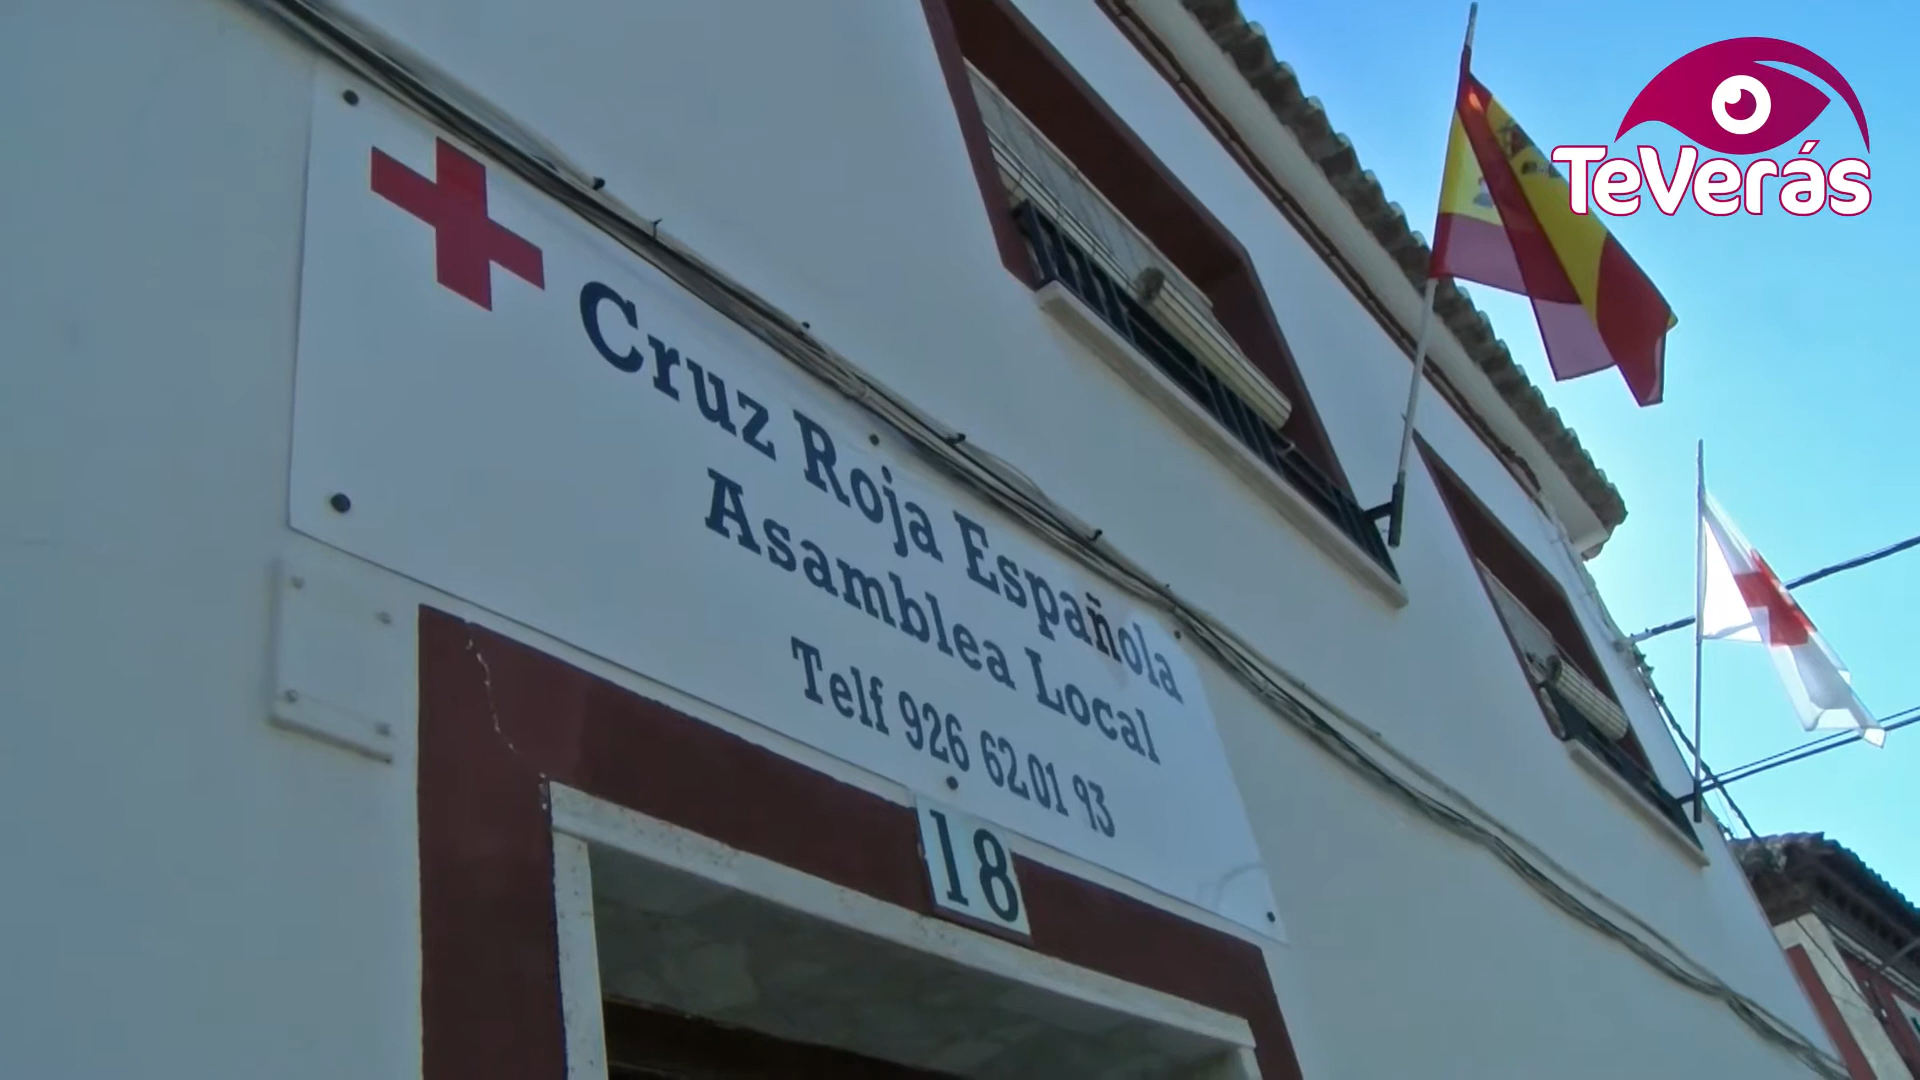 TeVerás
Cruz Roja Española
Asamblea Local
Telf 926 62 01 93
18